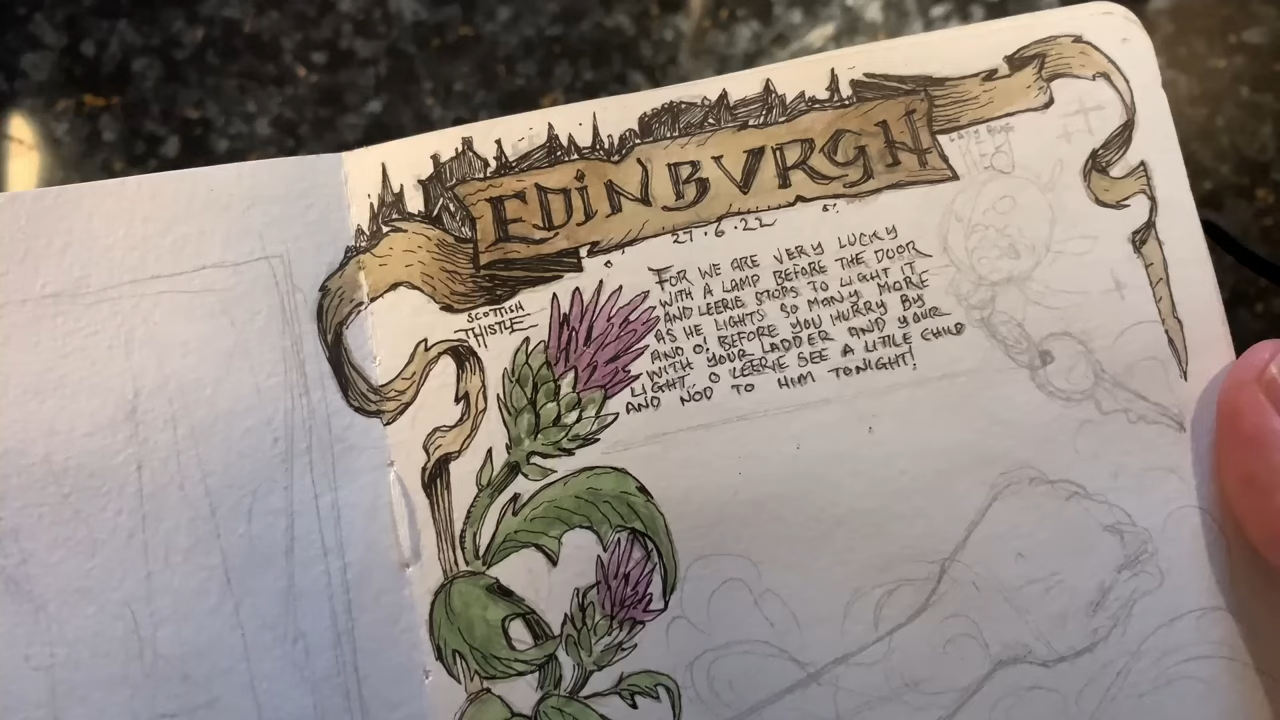 EDINBVRGH
27.6.22
LADY BUG
SCOTTISH
THISTLE
FOR WE ARE VERY LUCKY
WITH A LAMP BEFORE THE DOOR
AND LEERIE STOPS TO LIGHT IT
AS HE LIGHTS SO MANY MORE
AND O! BEFORE YOU HURRY BY
WITH YOUR LADDER AND YOUR
LIGHT, O LEERIE SEE A LITTLE CHILD
AND NOD TO HIM TONIGHT!